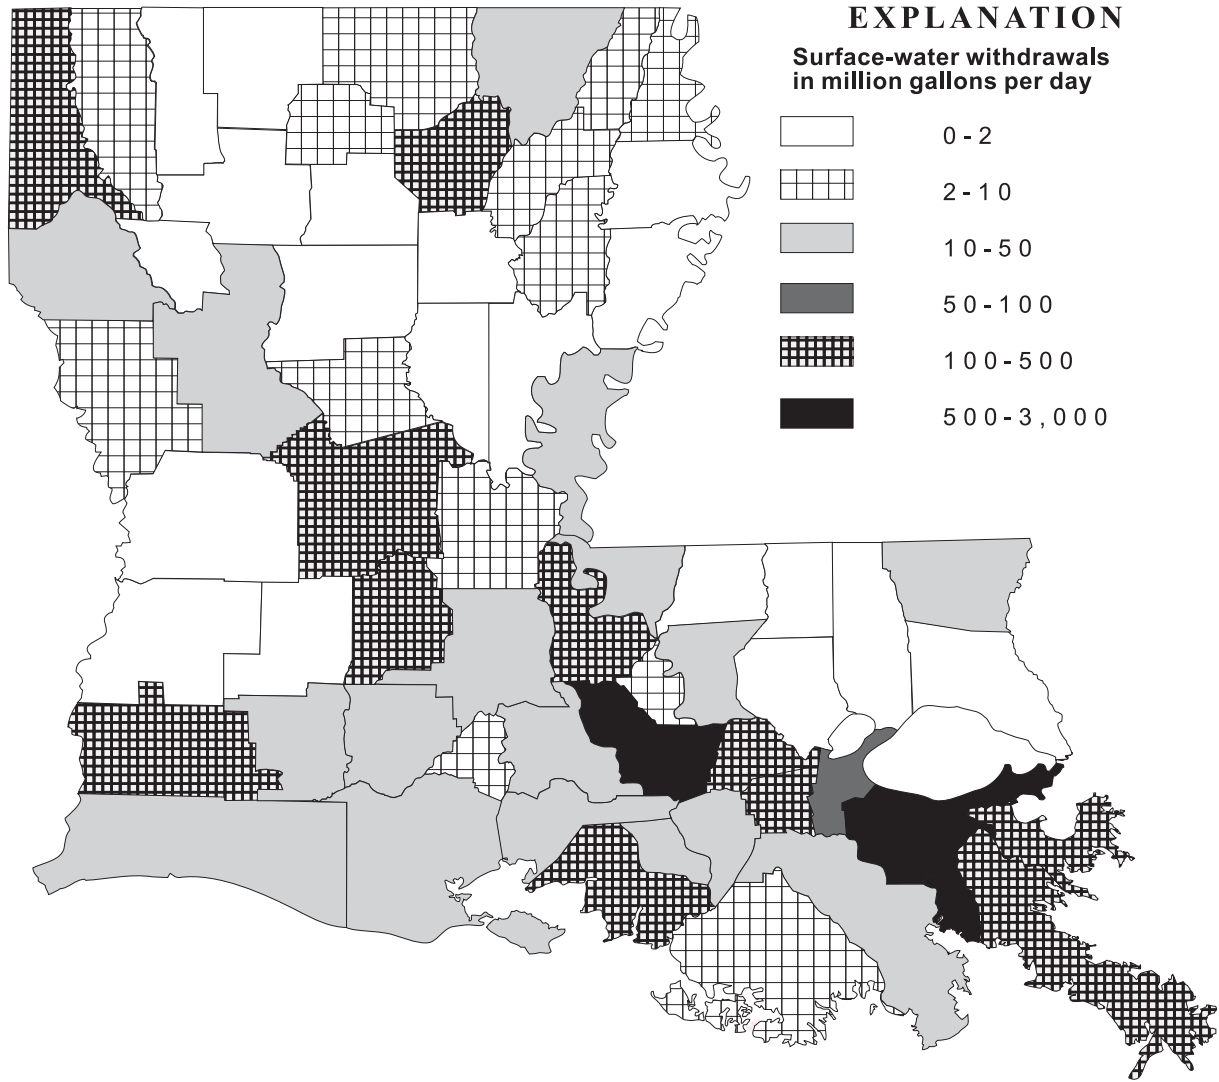 EXPLANATION
Surface-water withdrawals
in million gallons per day
0-2
2-10
10-50
50-100
100-500
500-3,000